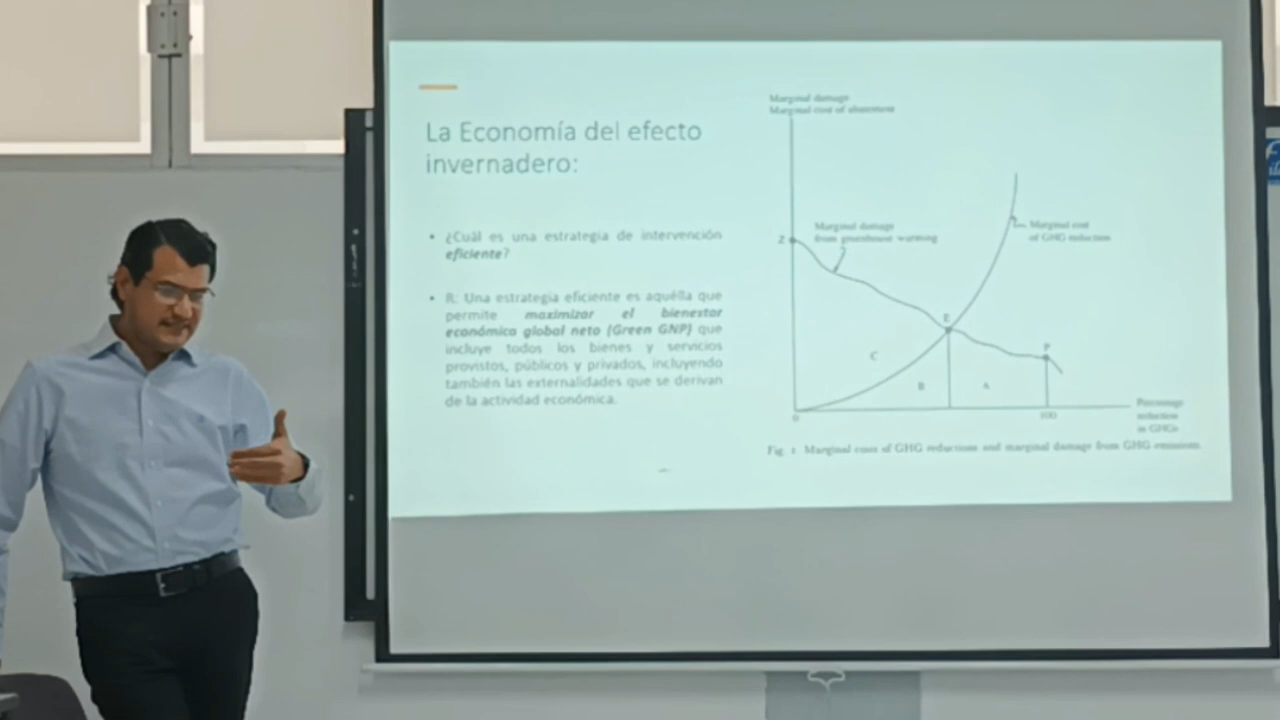 La Economía del efecto
invernadero:
• ¿Cuál es una estrategia de intervención
eficiente?
• R: Una estrategia eficiente es aquélla que
permite maximizar el bienestar
económico global neto (Green GNP) que
incluye todos los bienes y servicios
provistos, públicos y privados, incluyendo
también las externalidades que se derivan
de la actividad económica.
Marginal damage
Marginal cost of abatement
Marginal damage
from greenhouse warming
Marginal cost
of GHG reduction
Z
E
P
C
B
A
0
100
Percentage
reduction
in GHGs
Fig. 1. Marginal costs of GHG reductions and marginal damage from GHG emissions.